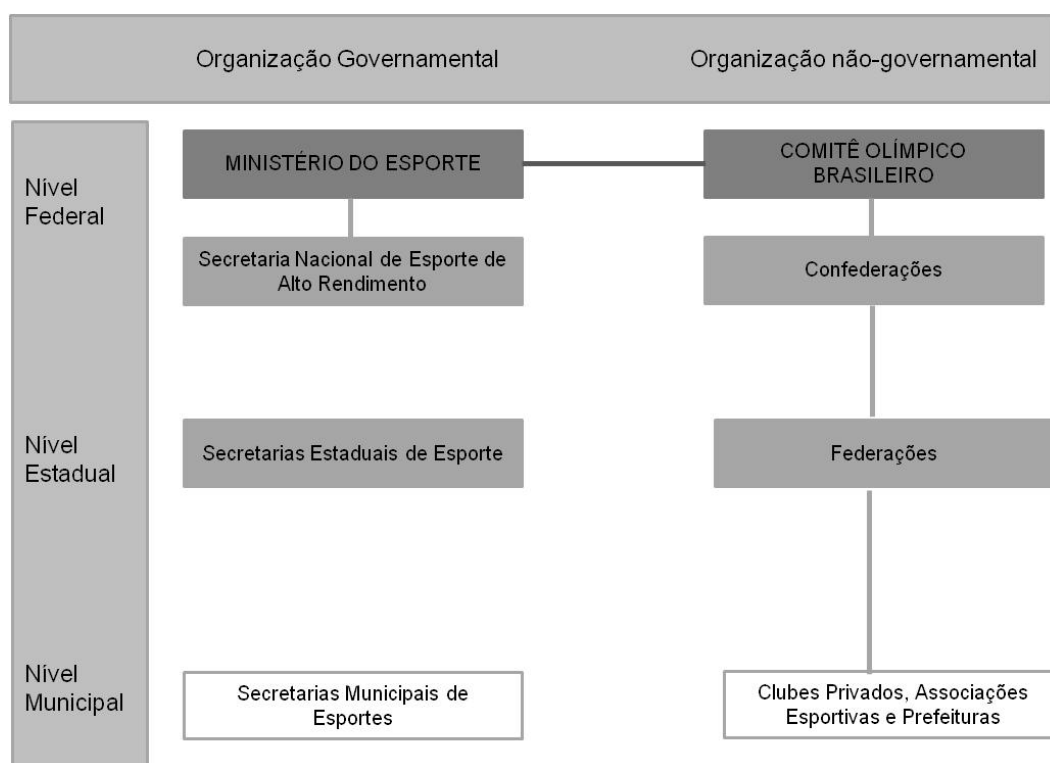 Organização Governamental
Organização não-governamental
Nível
Federal
MINISTÉRIO DO ESPORTE
COMITÊ OLÍMPICO
BRASILEIRO
Secretaria Nacional de Esporte de
Alto Rendimento
Confederações
Nível
Estadual
Secretarias Estaduais de Esporte
Federações
Nível
Municipal
Secretarias Municipais de
Esportes
Clubes Privados, Associações
Esportivas e Prefeituras